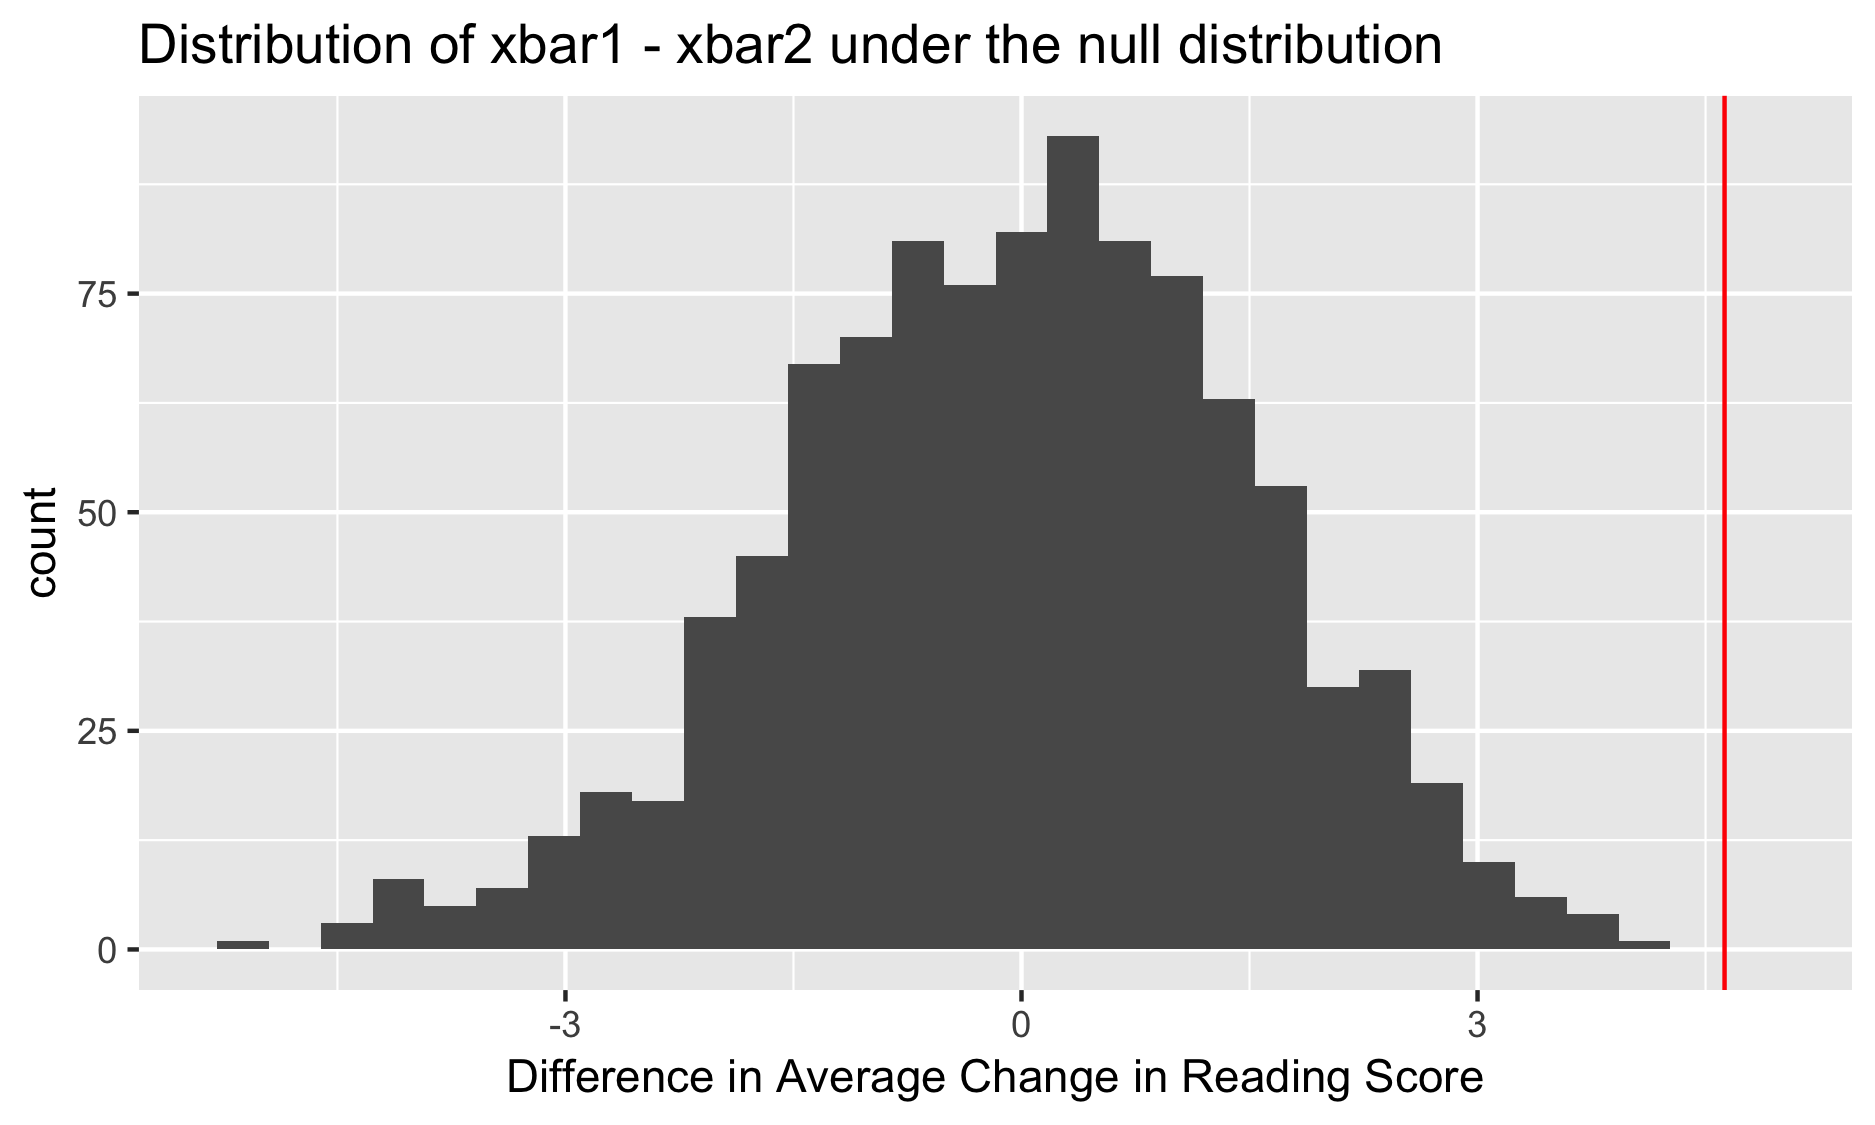 Distribution of xbar1 - xbar2 under the null distribution
count
75
50
25
0
-3
0
3
Difference in Average Change in Reading Score